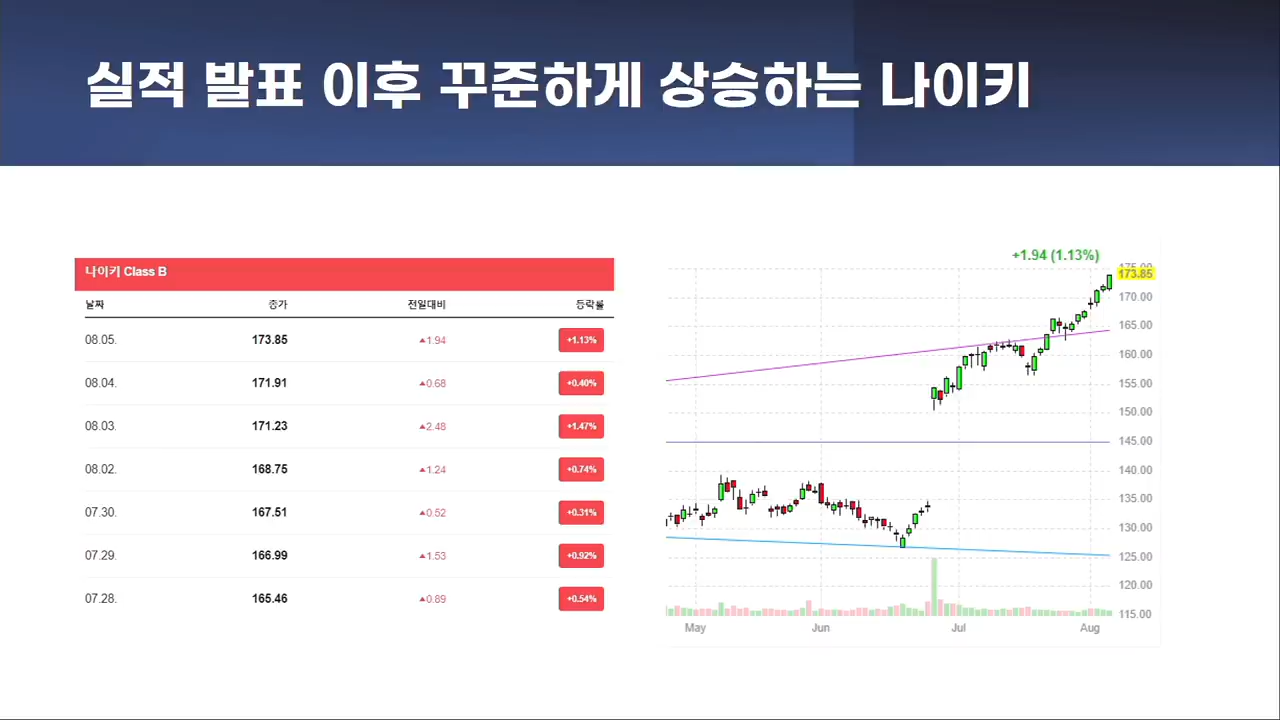 실적 발표 이후 꾸준하게 상승하는 나이키
나이키 Class B
날짜 종가 전일대비 등락률
08.05. 173.85 ▲1.94 +1.13%
08.04. 171.91 ▲0.68 +0.40%
08.03. 171.23 ▲2.48 +1.47%
08.02. 168.75 ▲1.24 +0.74%
07.30. 167.51 ▲0.52 +0.31%
07.29. 166.99 ▲1.53 +0.92%
07.28. 165.46 ▲0.89 +0.54%
+1.94 (1.13%)
175.00
173.85
170.00
165.00
160.00
155.00
150.00
145.00
140.00
135.00
130.00
125.00
120.00
115.00
May Jun Jul Aug